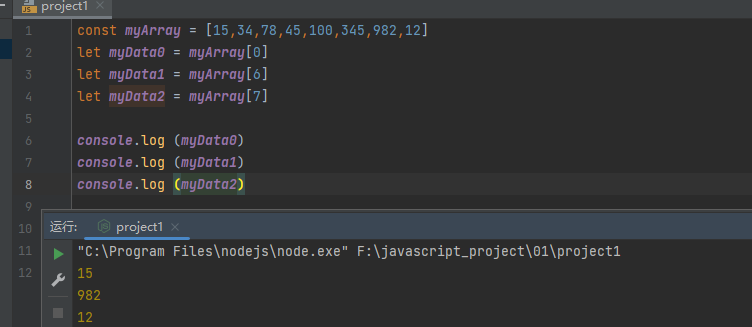 project1
1 const myArray = [15,34,78,45,100,345,982,12]
2 let myData0 = myArray[0]
3 let myData1 = myArray[6]
4 let myData2 = myArray[7]
5
6 console.log (myData0)
7 console.log (myData1)
8 console.log (myData2)
9
10 运行: project1
11 "C:\Program Files\nodejs\node.exe" F:\javascript_project\01\project1
12 15
982
12